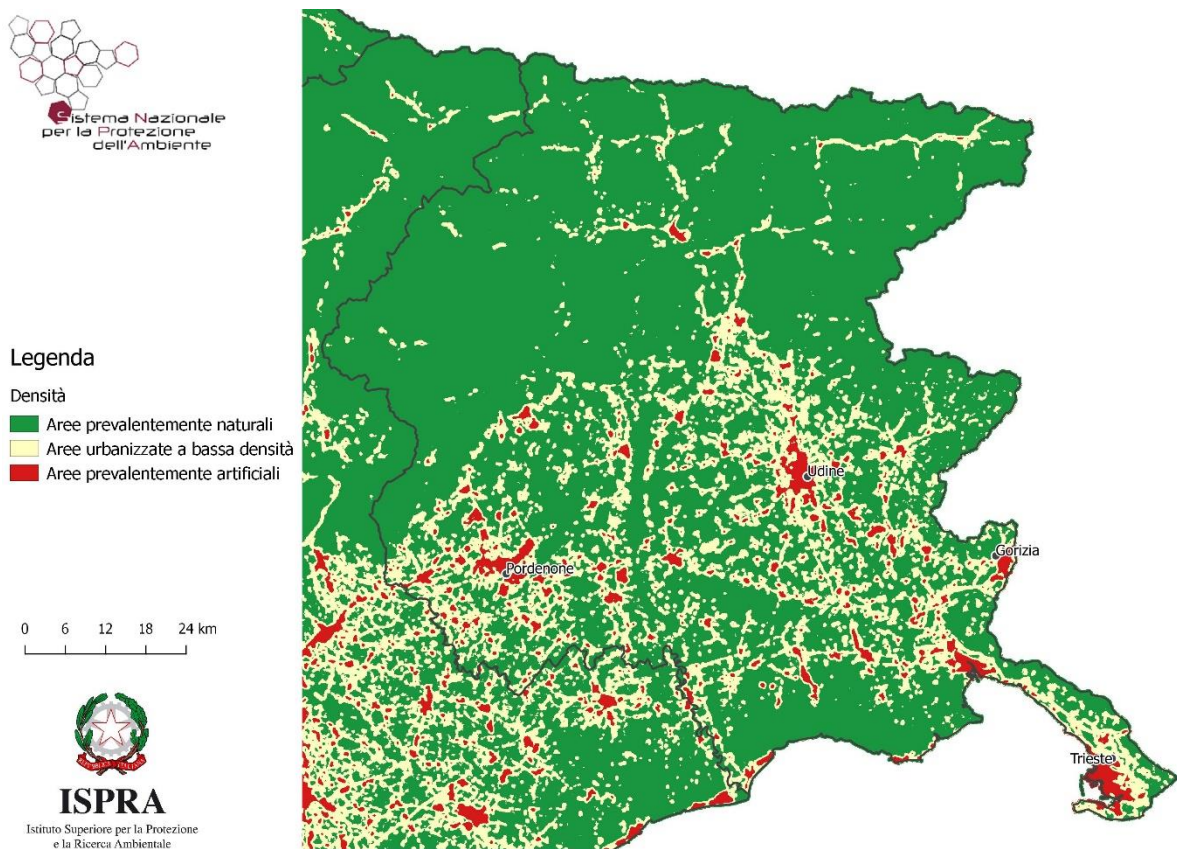 Sistema Nazionale
per la Protezione
dell'Ambiente
Legenda
Densità
Aree prevalentemente naturali
Aree urbanizzate a bassa densità
Aree prevalentemente artificiali
0 6 12 18 24 km
REPVBBLICA ITALIANA
ISPRA
Istituto Superiore per la Protezione
e la Ricerca Ambientale
Udine
Gorizia
Pordenone
Trieste